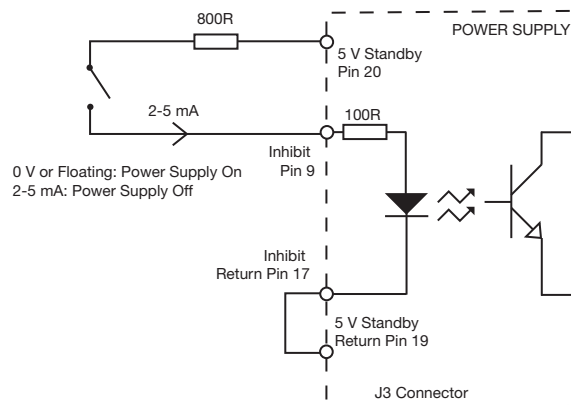 800R
POWER SUPPLY
5 V Standby
Pin 20
2-5 mA
100R
Inhibit
Pin 9
0 V or Floating: Power Supply On
2-5 mA: Power Supply Off
Inhibit
Return Pin 17
5 V Standby
Return Pin 19
J3 Connector